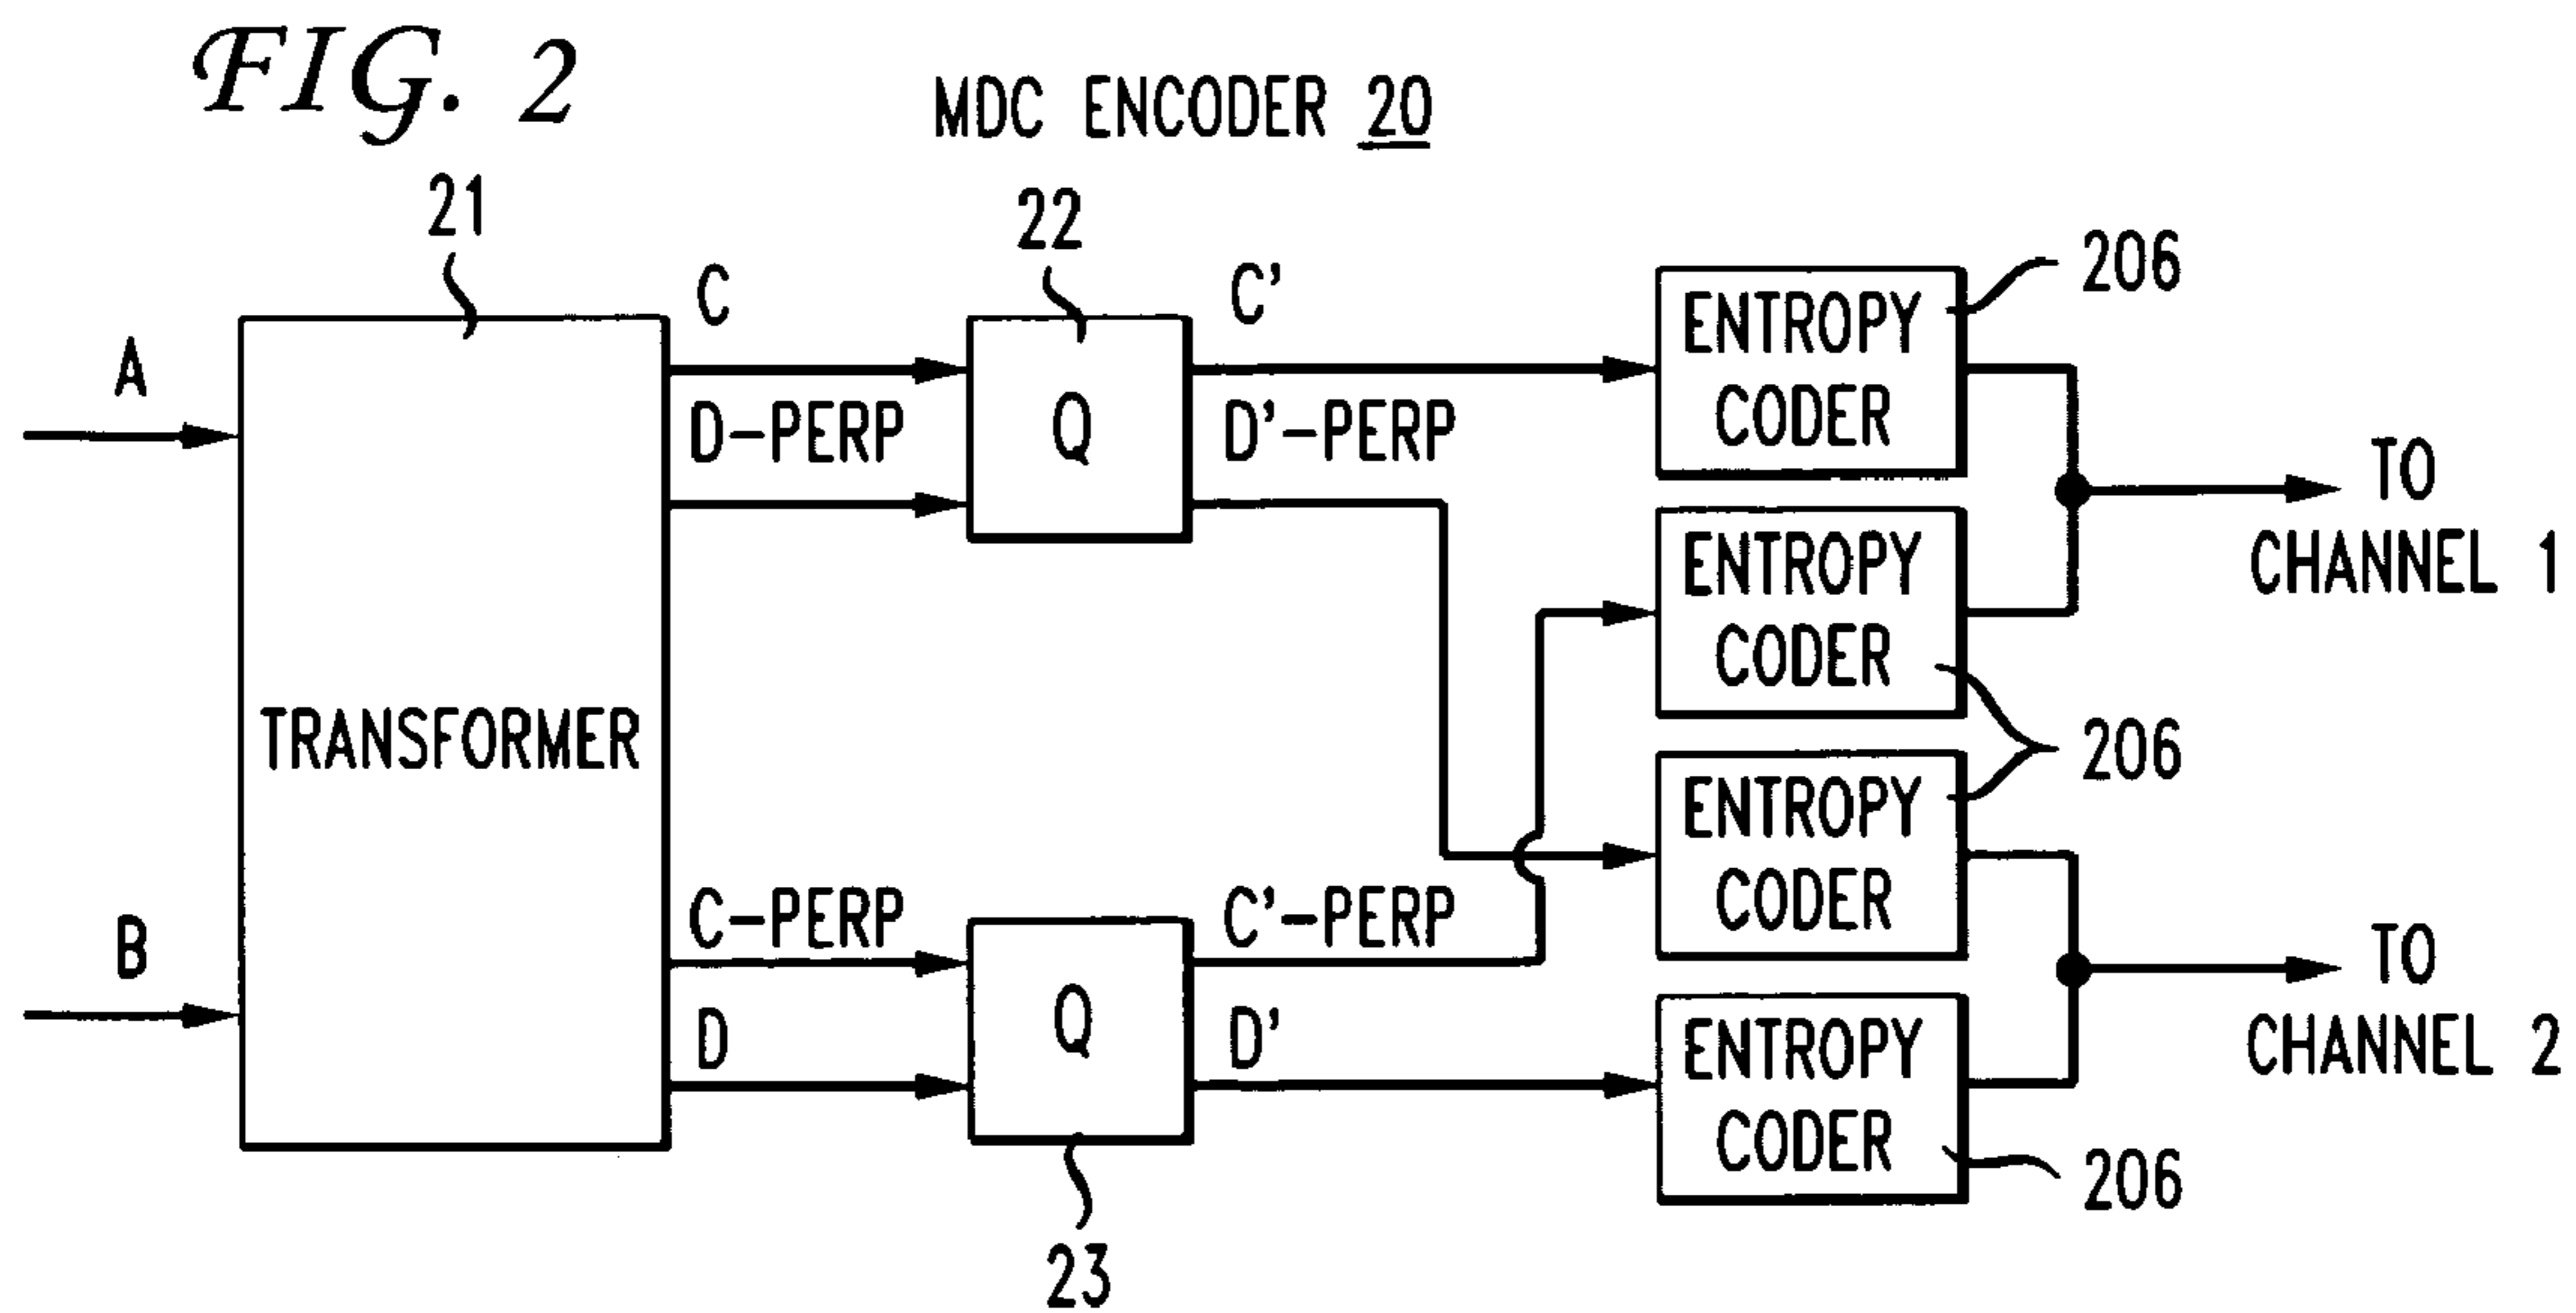 FIG. 2
MDC ENCODER 20
21
22
206
A
C
C'
ENTROPY
CODER
D-PERP
Q
D'-PERP
TO
CHANNEL 1
ENTROPY
CODER
TRANSFORMER
206
ENTROPY
CODER
B
C-PERP
C'-PERP
TO
CHANNEL 2
D
Q
D'
ENTROPY
CODER
206
23